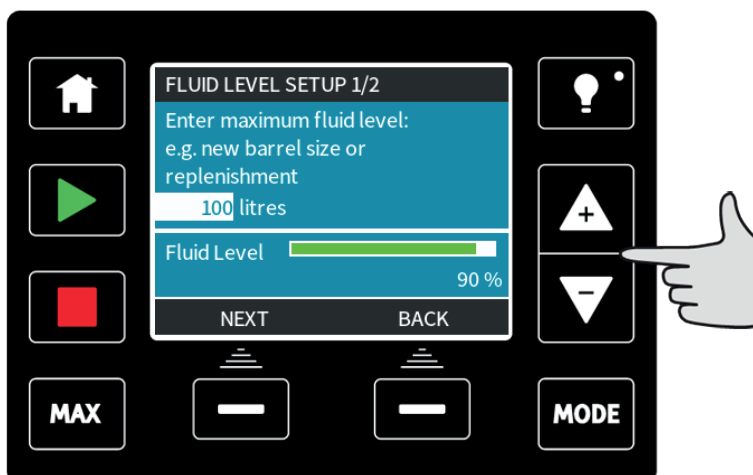 FLUID LEVEL SETUP 1/2
Enter maximum fluid level:
e.g. new barrel size or
replenishment
100 litres
Fluid Level
90 %
NEXT BACK
+
-
MAX
MODE